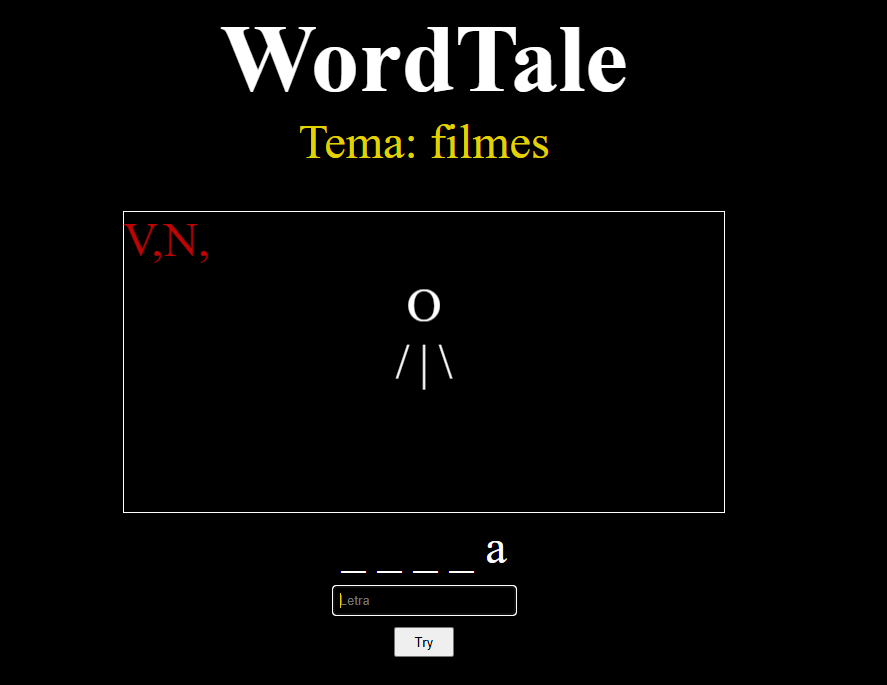 WordTale
Tema: filmes
V,N,
O
/|\
_ _ _ _ a
Letra
Try